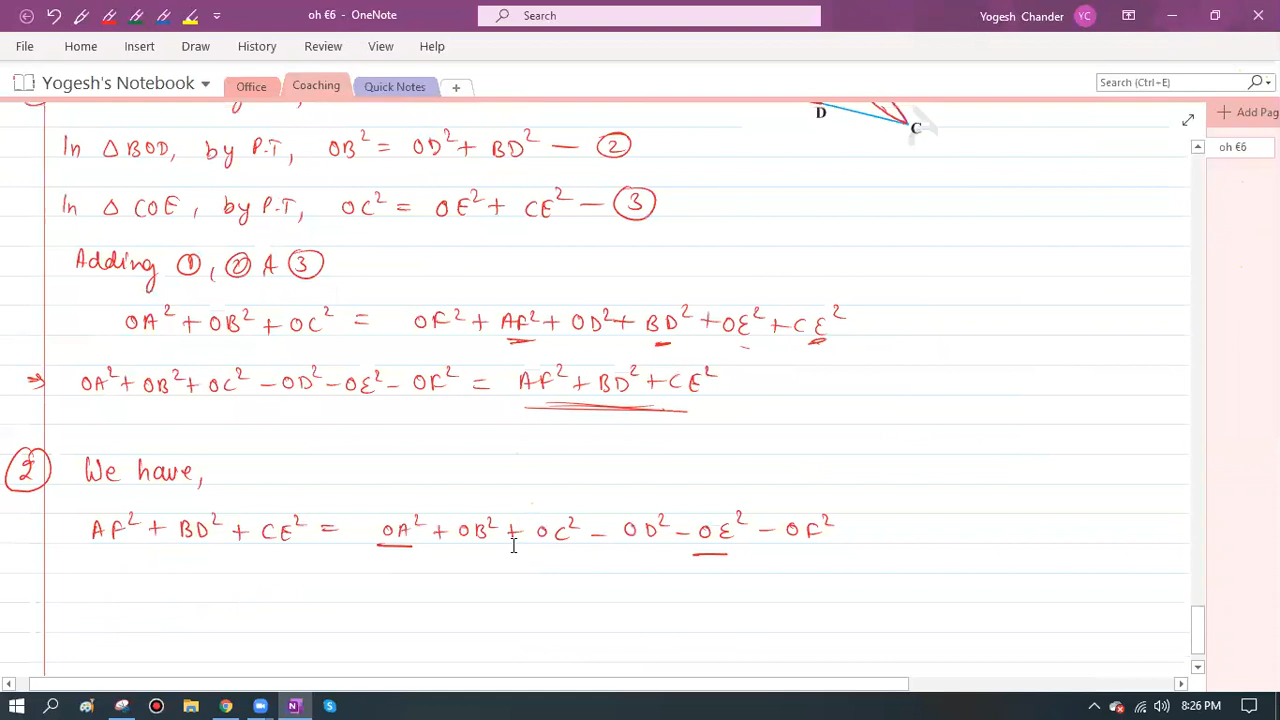 oh €6 - OneNote
Search
Yogesh Chander
YC
File Home Insert Draw History Review View Help
Yogesh's Notebook
Office
Coaching
Quick Notes
Search (Ctrl+E)
Add Pag
oh €6
D
C
In △BOD, by P.T, OB² = OD² + BD² — ②
In △ COE, by P.T, OC² = OE² + CE² — ③
Adding ①, ② & ③
OA² + OB² + OC² = OF² + AF² + OD² + BD² + OE² + CE²
⇒ OA² + OB² + OC² - OD² - OE² - OF² = AF² + BD² + CE²
② We have,
AF² + BD² + CE² = OA² + OB² + OC² - OD² - OE² - OF²
8:26 PM